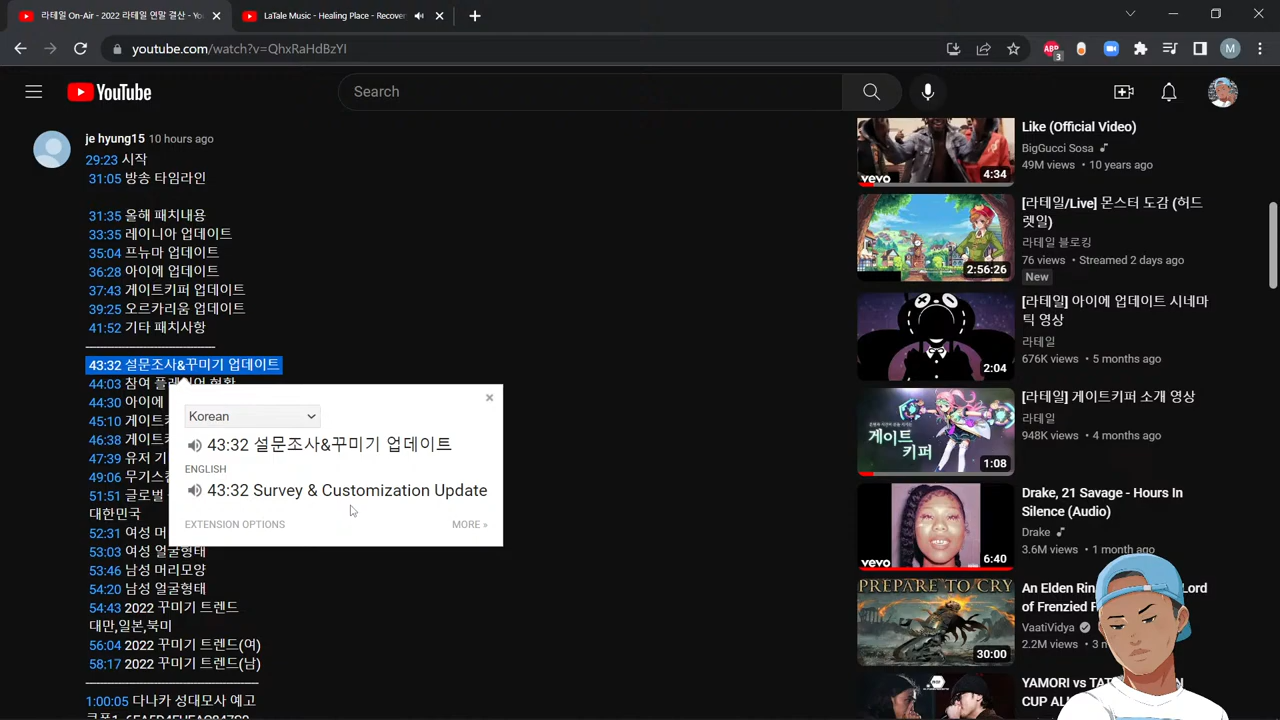 라테일 On-Air - 2022 라테일 연말 결산 - You
LaTale Music - Healing Place - Recover
youtube.com/watch?v=QhxRaHdBzYI
ABP
3
M
YouTube
Search
je hyung15 10 hours ago
29:23 시작
31:05 방송 타임라인
31:35 올해 패치내용
33:35 레이니아 업데이트
35:04 프뉴마 업데이트
36:28 아이에 업데이트
37:43 게이트키퍼 업데이트
39:25 오르카리움 업데이트
41:52 기타 패치사항
43:32 설문조사&꾸미기 업데이트
44:03 참여 플레이어 현황
44:30 아이에
45:10 게이트키
46:38 게이트
47:39 유저 기
49:06 무기스킨
51:51 글로벌
대한민국
52:31 여성 머
53:03 여성 얼굴형태
53:46 남성 머리모양
54:20 남성 얼굴형태
54:43 2022 꾸미기 트렌드
대만,일본,북미
56:04 2022 꾸미기 트렌드(여)
58:17 2022 꾸미기 트렌드(남)
1:00:05 다나카 성대모사 예고
Korean
43:32 설문조사&꾸미기 업데이트
ENGLISH
43:32 Survey & Customization Update
EXTENSION OPTIONS
MORE »
vevo
4:34
Like (Official Video)
BigGucci Sosa
49M views • 10 years ago
2:56:26
[라테일/Live] 몬스터 도감 (허드
렛일)
라테일 블로킹
76 views • Streamed 2 days ago
New
2:04
[라테일] 아이에 업데이트 시네마
틱 영상
라테일
676K views • 5 months ago
게이트
키퍼
1:08
[라테일] 게이트키퍼 소개 영상
라테일
948K views • 4 months ago
vevo
6:40
Drake, 21 Savage - Hours In
Silence (Audio)
Drake
3.6M views • 1 month ago
PREPARE TO CRY
30:00
An Elden Rin
Lord
of Frenzied F
VaatiVidya
2.2M views • 3 m
YAMORI vs TAT
CUP ALL